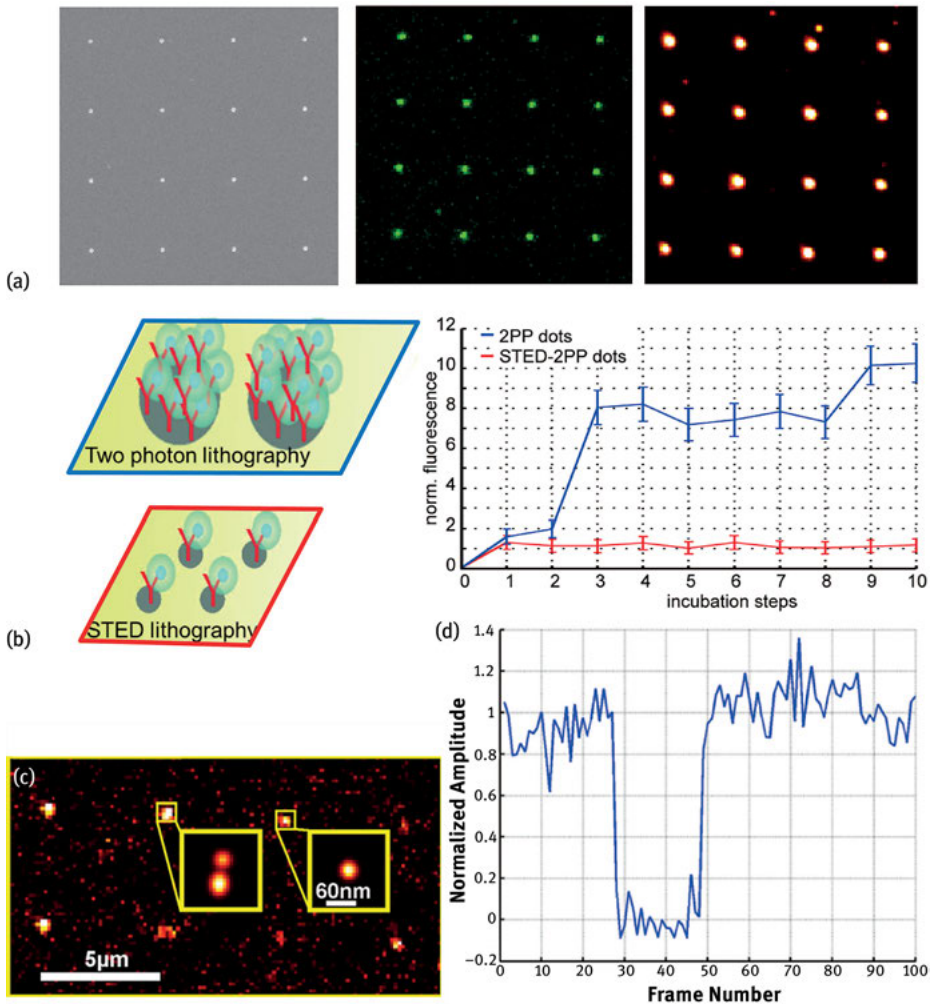 (a)
Two photon lithography
STED lithography
(b)
12
10
8
6
4
2
0
norm. fluorescence
2PP dots
STED-2PP dots
0 1 2 3 4 5 6 7 8 9 10
incubation steps
(c)
60nm
5µm
(d)
1.4
1.2
1.0
0.8
0.6
0.4
0.2
0
−0.2
Normalized Amplitude
0 10 20 30 40 50 60 70 80 90 100
Frame Number